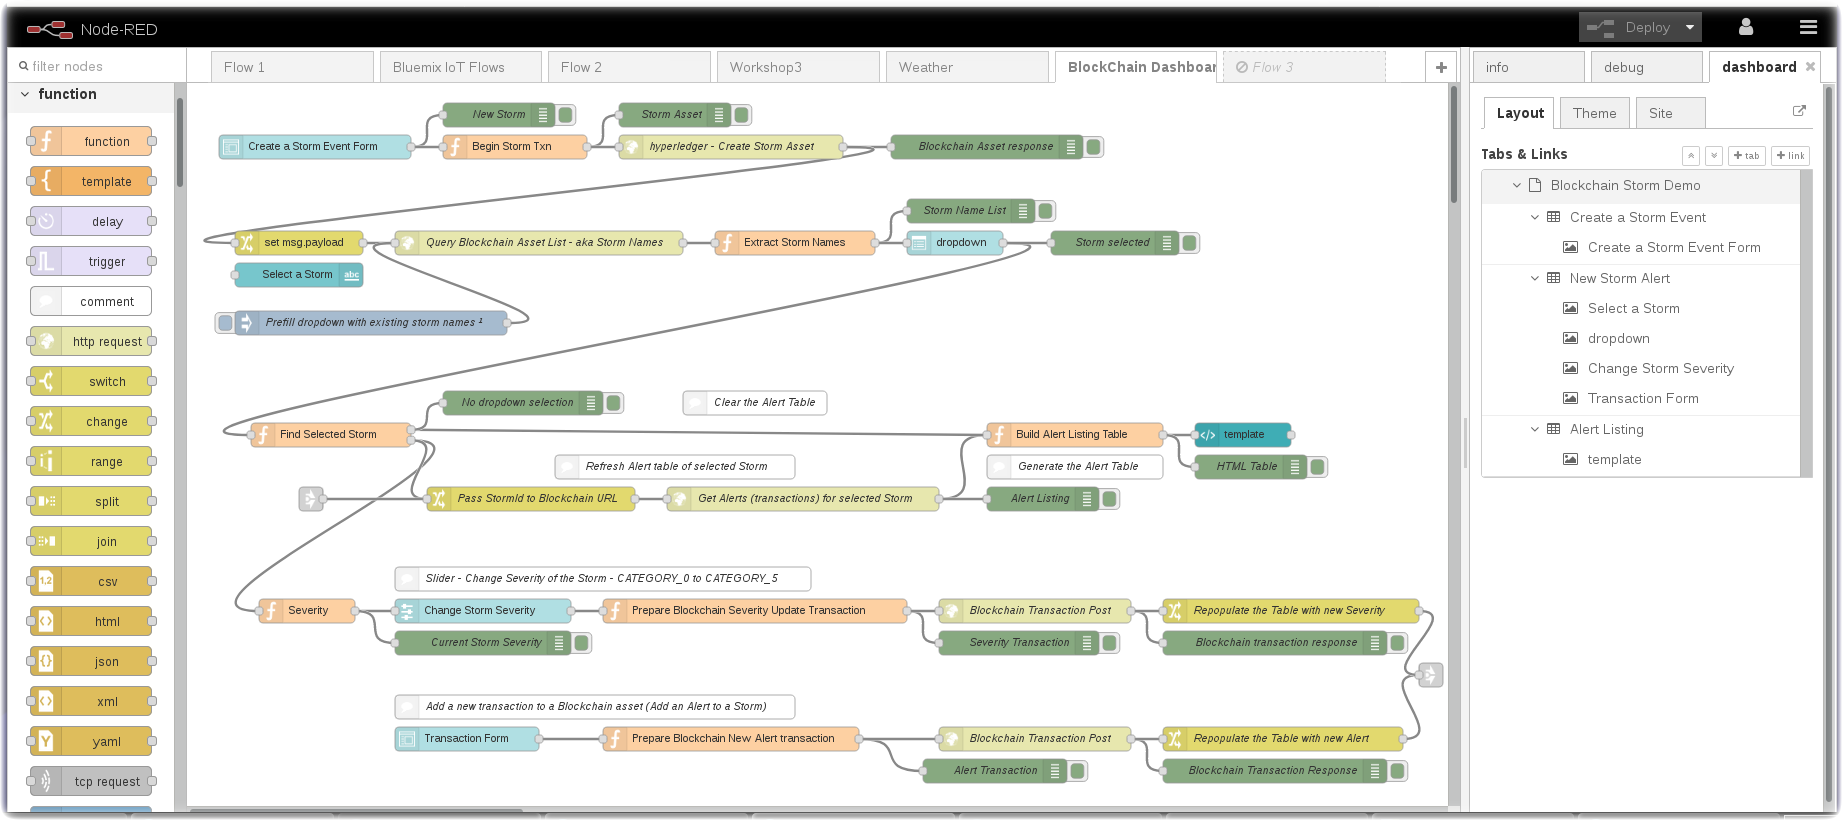 Node-RED
Deploy
filter nodes
Flow 1
Bluemix IoT Flows
Flow 2
Workshop3
Weather
BlockChain Dashboar
Flow 3
+
info
debug
dashboard
function
function
template
delay
trigger
comment
http request
switch
change
range
split
join
csv
html
json
xml
yaml
tcp request
New Storm
Storm Asset
Create a Storm Event Form
Begin Storm Txn
hyperledger - Create Storm Asset
Blockchain Asset response
Storm Name List
set msg.payload
Query Blockchain Asset List - aka Storm Names
Extract Storm Names
dropdown
Storm selected
Select a Storm
abc
Prefill dropdown with existing storm names ¹
No dropdown selection
Clear the Alert Table
Find Selected Storm
Build Alert Listing Table
template
Refresh Alert table of selected Storm
Generate the Alert Table
HTML Table
Pass StormId to Blockchain URL
Get Alerts (transactions) for selected Storm
Alert Listing
Slider - Change Severity of the Storm - CATEGORY_0 to CATEGORY_5
Severity
Change Storm Severity
Prepare Blockchain Severity Update Transaction
Blockchain Transaction Post
Repopulate the Table with new Severity
Current Storm Severity
Severity Transaction
Blockchain transaction response
Add a new transaction to a Blockchain asset (Add an Alert to a Storm)
Transaction Form
Prepare Blockchain New Alert transaction
Blockchain Transaction Post
Repopulate the Table with new Alert
Alert Transaction
Blockchain Transaction Response
Layout
Theme
Site
Tabs & Links
+ tab
+ link
Blockchain Storm Demo
Create a Storm Event
Create a Storm Event Form
New Storm Alert
Select a Storm
dropdown
Change Storm Severity
Transaction Form
Alert Listing
template